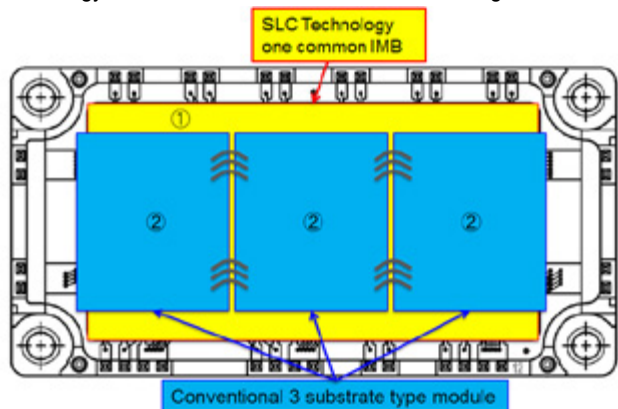 SLC Technology
one common IMB
①
② ② ②
Conventional 3 substrate type module